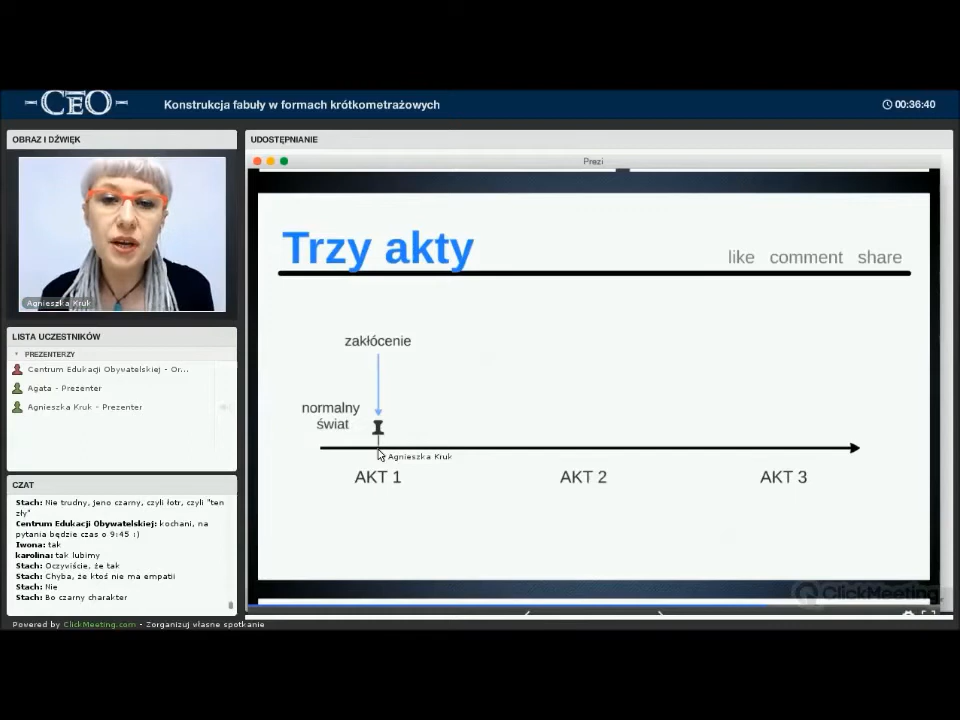 CEO
Konstrukcja fabuły w formach krótkometrażowych
00:36:40
OBRAZ I DŹWIĘK
Agnieszka Kruk
LISTA UCZESTNIKÓW
PREZENTERZY
Centrum Edukacji Obywatelskiej - Or...
Agata - Prezenter
Agnieszka Kruk - Prezenter
CZAT
Stach: Nie trudny, jeno czarny, czyli łotr, czyli "ten
zły"
Centrum Edukacji Obywatelskiej: kochani, na
pytania będzie czas o 9:45 :)
Iwona: tak
karolina: tak lubimy
Stach: Oczywiście, że tak
Stach: Chyba, że ktoś nie ma empatii
Stach: Nie
Stach: Bo czarny charakter
UDOSTĘPNIANIE
Prezi
Trzy akty
like comment share
zakłócenie
normalny
świat
Agnieszka Kruk
AKT 1 AKT 2 AKT 3
ClickMeeting
Powered by ClickMeeting.com - Zorganizuj własne spotkanie